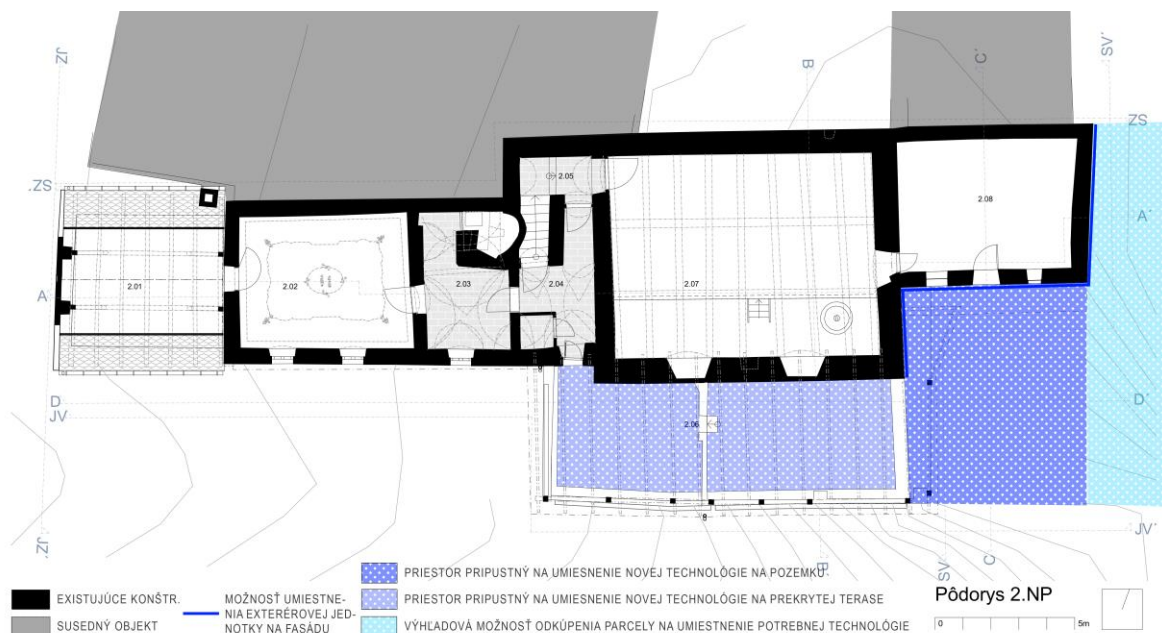 JZ
B
C'
SV'
ZS
ZS'
2.05
2.08
A'
2.01
2.02
2.03
2.04
2.07
A
D
JV
2.06
D'
JV'
JZ'
B'
SV
C
EXISTUJÚCE KONŠTR.
SUSEDNÝ OBJEKT
MOŽNOSŤ UMIESTNE-
NIA EXTERÉROVEJ JED-
NOTKY NA FASÁDU
PRIESTOR PRIPUSTNÝ NA UMIESNENIE NOVEJ TECHNOLÓGIE NA POZEMKU
PRIESTOR PRIPUSTNÝ NA UMIESNENIE NOVEJ TECHNOLÓGIE NA PREKRYTEJ TERASE
VÝHĽADOVÁ MOŽNOSŤ ODKÚPENIA PARCELY NA UMIESTNENIE POTREBNEJ TECHNOLÓGIE
Pôdorys 2.NP
0 1 5m